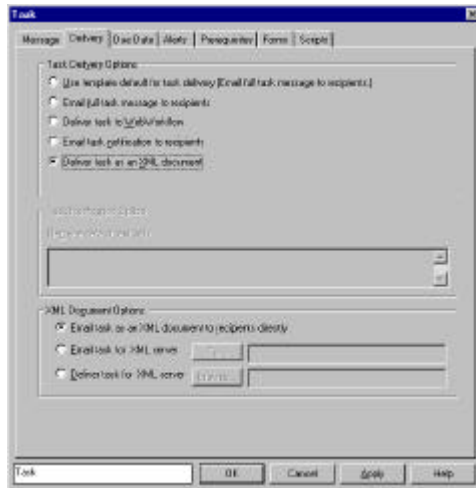 Task
Message Delivery Due Date Alerts Prerequisites Forms Scripts
Task Delivery Options
Use template default for task delivery (Email full task message to recipients.)
Email full task message to recipients
Deliver task to WebWorkflow
Email task notification to recipients
Deliver task as an XML document
XML Document Options
Email task as an XML document to recipients directly
Email task for XML server
Deliver task for XML server
Task OK Cancel Apply Help